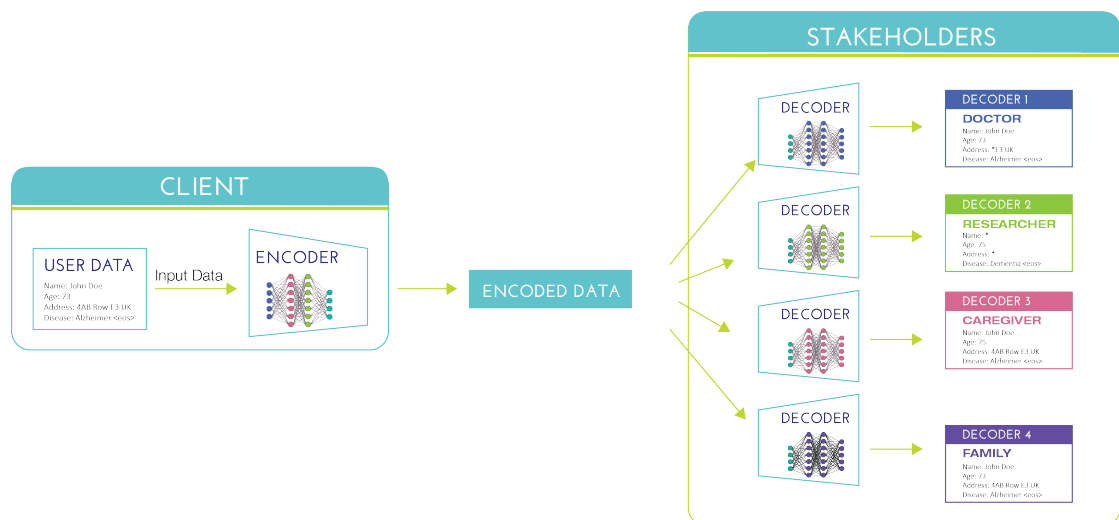 CLIENT
USER DATA
Name: John Doe
Age: 73
Address: 4AB Row E3 UK
Disease: Alzheimer <eos>
Input Data
ENCODER
ENCODED DATA
STAKEHOLDERS
DECODER
DECODER 1
DOCTOR
Name: John Doe
Age: 73
Address: *E3 UK
Disease: Alzheimer <eos>
DECODER
DECODER 2
RESEARCHER
Name: *
Age: 75
Address: *
Disease: Dementia <eos>
DECODER
DECODER 3
CAREGIVER
Name: John Doe
Age: 75
Address: 4AB Row E3 UK
Disease: Alzheimer <eos>
DECODER
DECODER 4
FAMILY
Name: John Doe
Age: 73
Address: 4AB Row E3 UK
Disease: Alzheimer <eos>